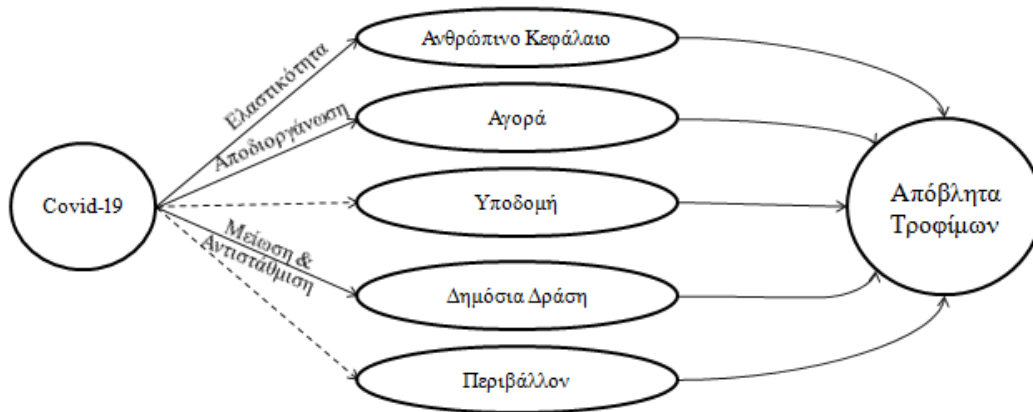 Covid-19
Ελαστικότητα
Αποδιοργάνωση
Μείωση &
Αντιστάθμιση
Ανθρώπινο Κεφάλαιο
Αγορά
Υποδομή
Δημόσια Δράση
Περιβάλλον
Απόβλητα
Τροφίμων